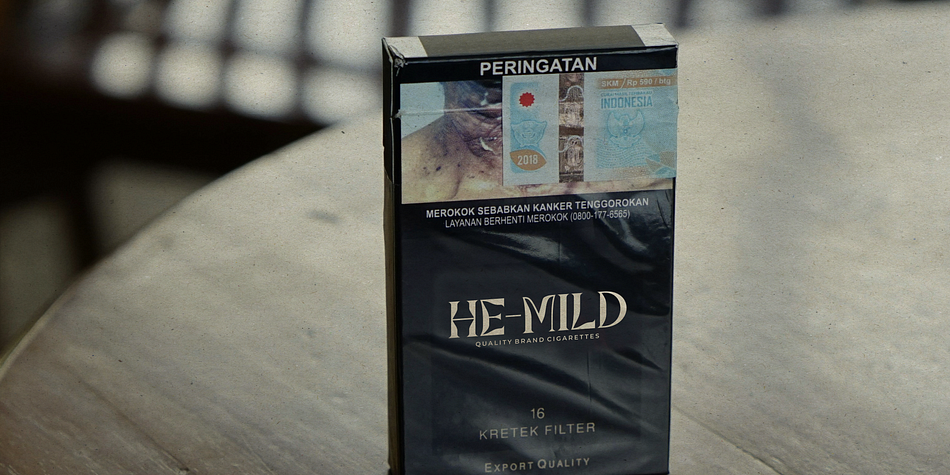 PERINGATAN
SKM / Rp 590 / btg
INDONESIA
2018
MEROKOK SEBABKAN KANKER TENGGOROKAN
LAYANAN BERHENTI MEROKOK (0800-177-6565)
HE-MILD
QUALITY BRAND CIGARETTES
16
KRETEK FILTER
EXPORT QUALITY